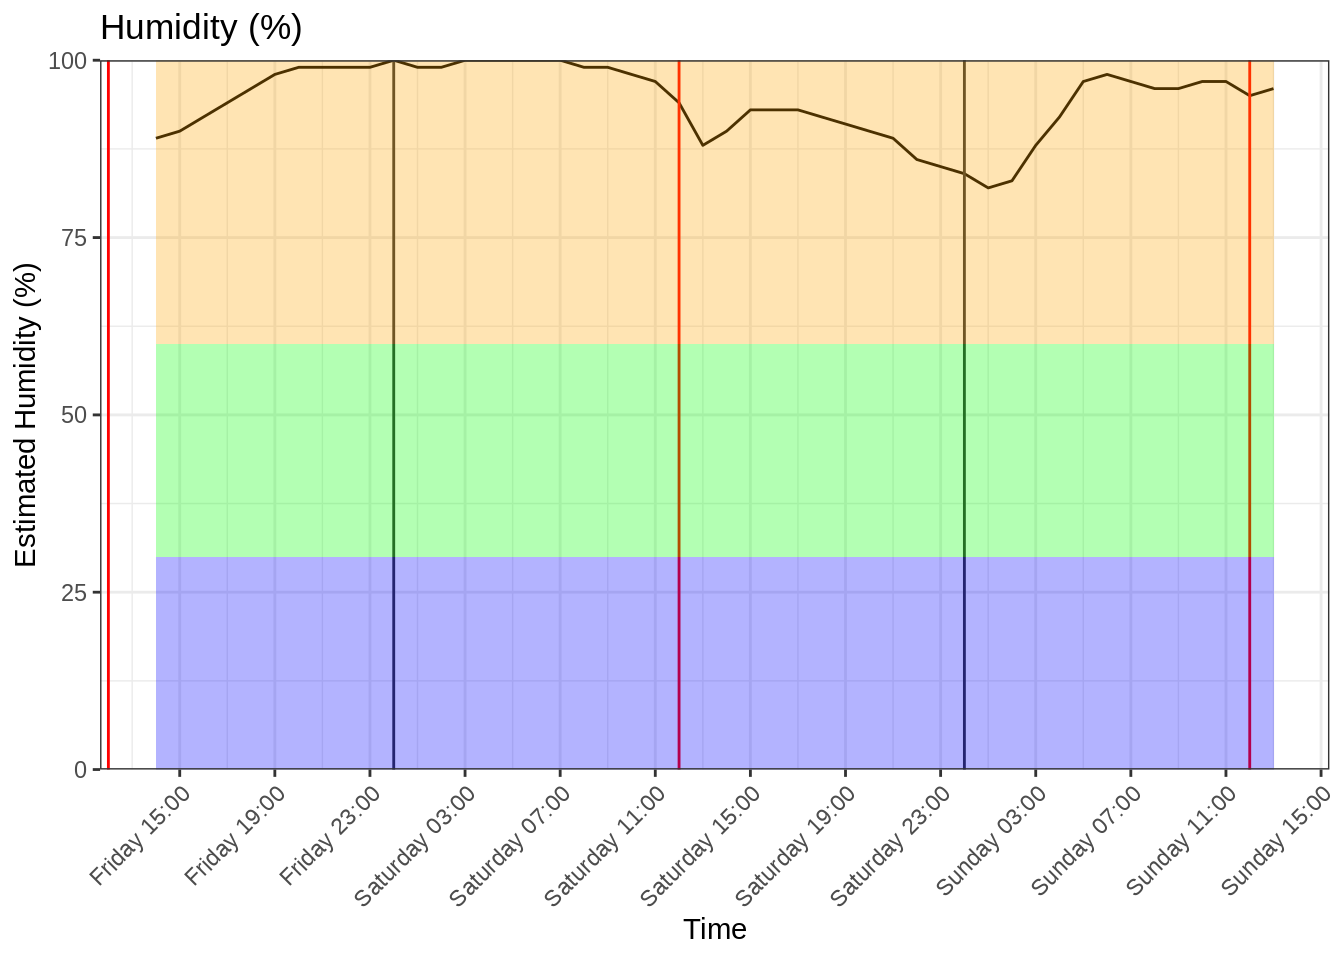 Humidity (%)
Estimated Humidity (%)
100
75
50
25
0
Friday 15:00
Friday 19:00
Friday 23:00
Saturday 03:00
Saturday 07:00
Saturday 11:00
Saturday 15:00
Saturday 19:00
Saturday 23:00
Sunday 03:00
Sunday 07:00
Sunday 11:00
Sunday 15:00
Time